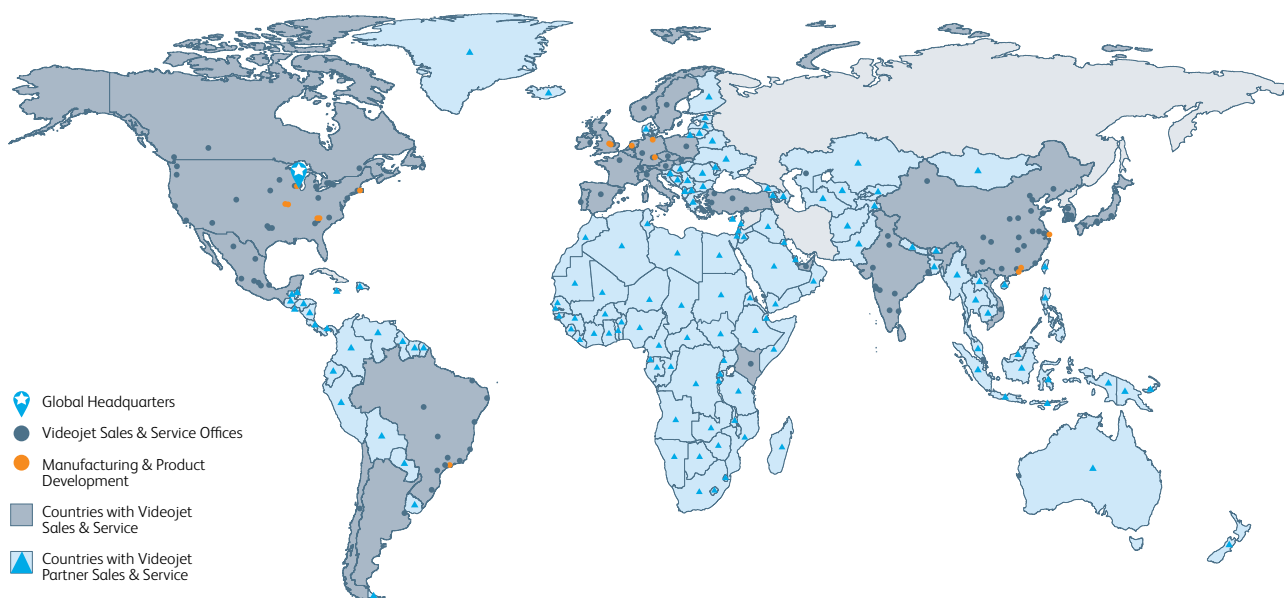 Global Headquarters
Videojet Sales & Service Offices
Manufacturing & Product
Development
Countries with Videojet
Sales & Service
Countries with Videojet
Partner Sales & Service